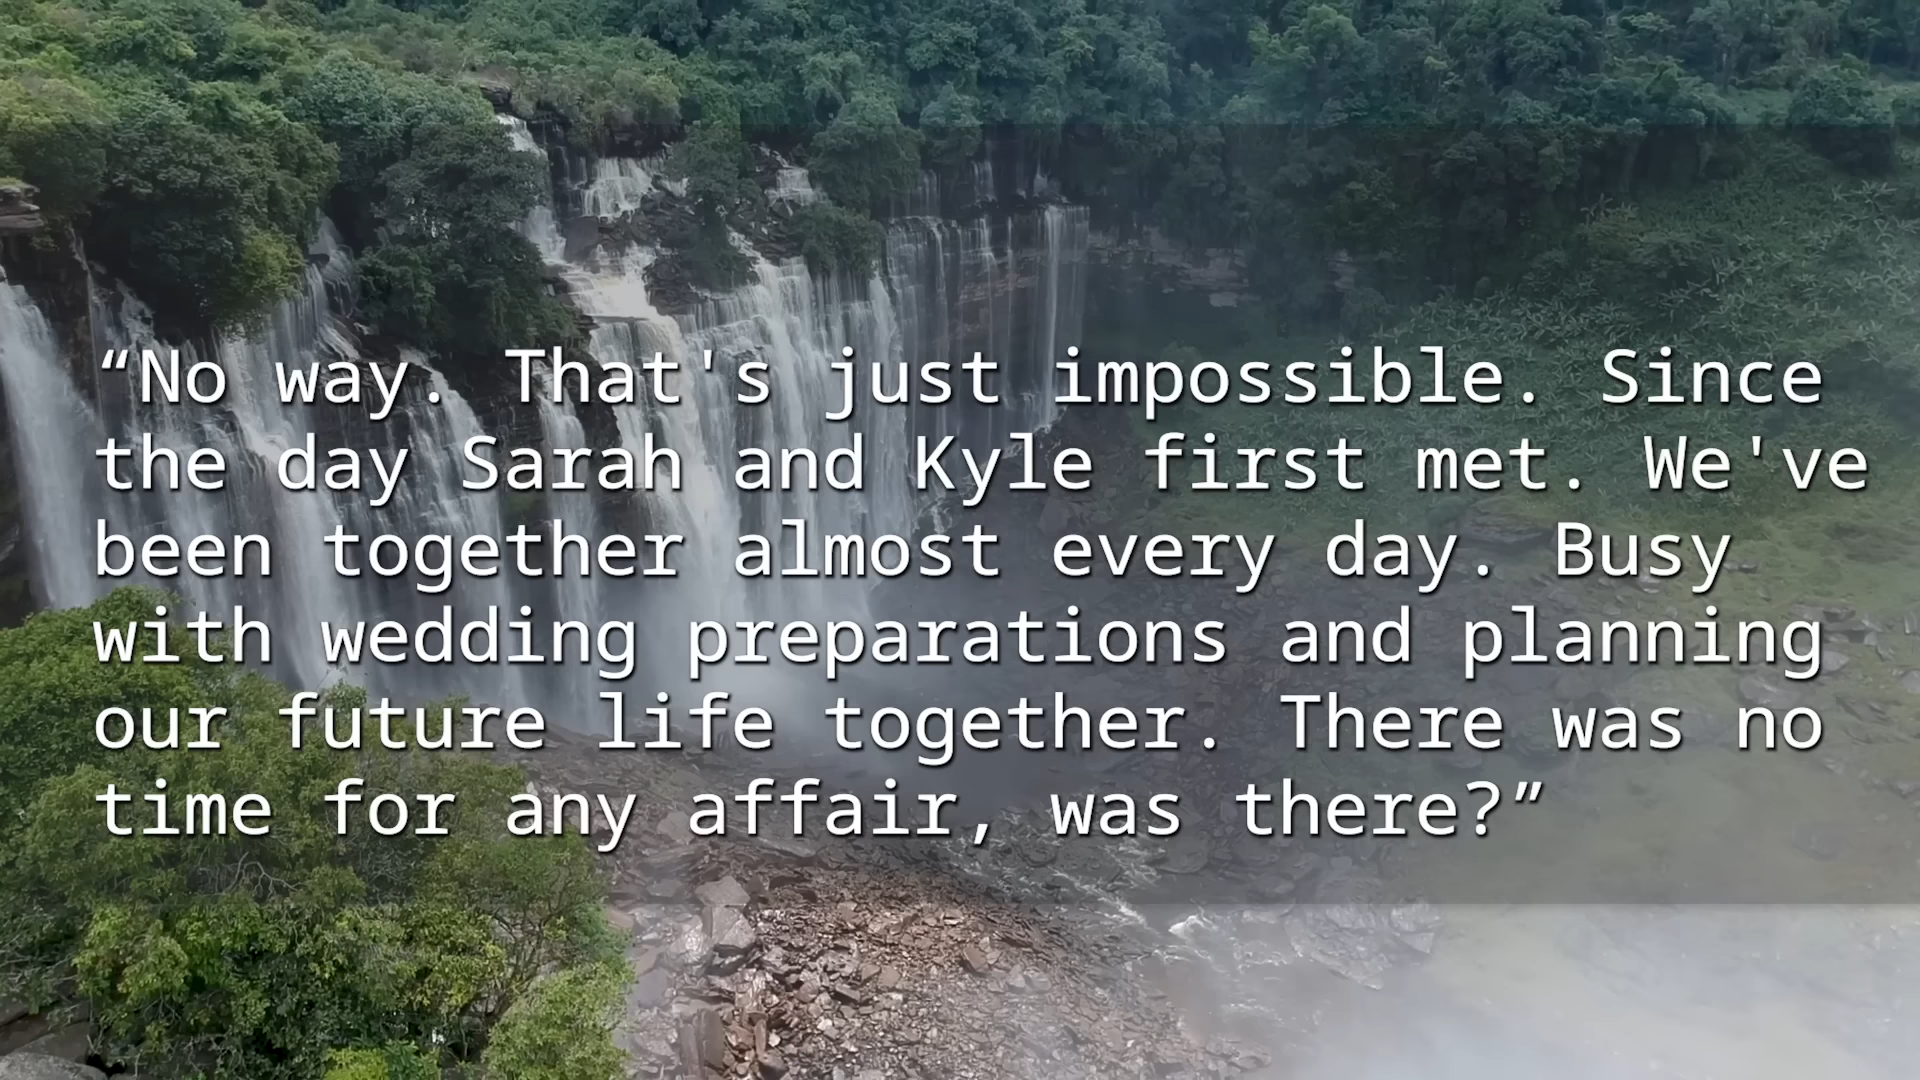 “No way. That's just impossible. Since
the day Sarah and Kyle first met. We've
been together almost every day. Busy
with wedding preparations and planning
our future life together. There was no
time for any affair, was there?”